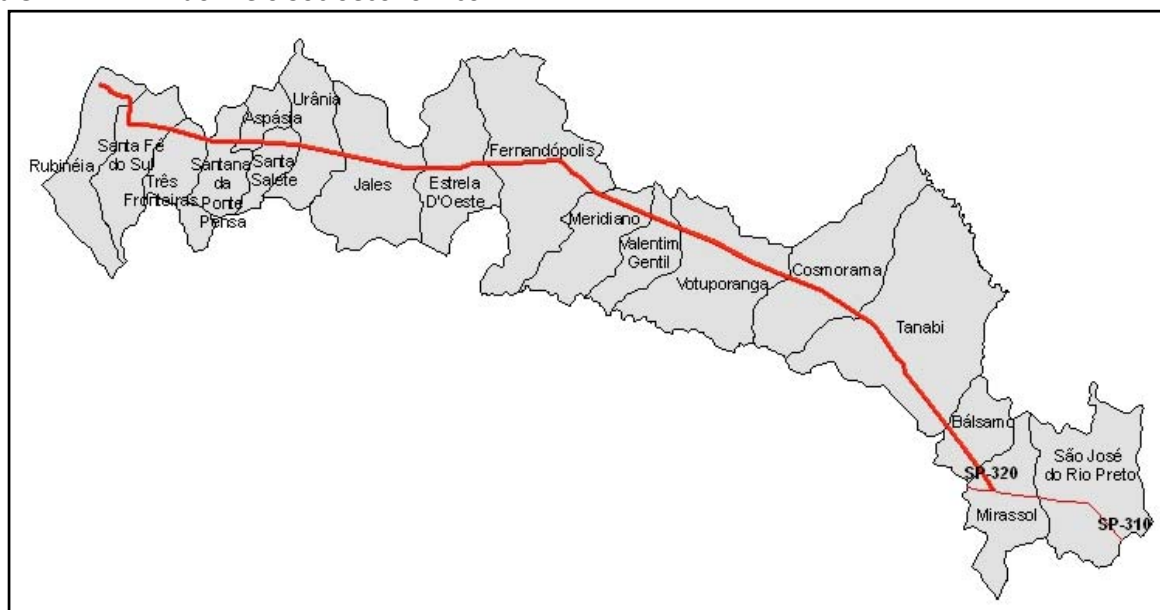 Urânia
Aspásia
Santa Fé
do Sul
Rubinéia
Três
Fronteiras
Santana
da
Ponte
Pensa
Santa
Salete
Jales
Estrela
D'Oeste
Fernandópolis
Meridiano
Valentim
Gentil
Votuporanga
Cosmorama
Tanabi
Bálsamo
SP-320
São José
do Rio Preto
Mirassol
SP-310